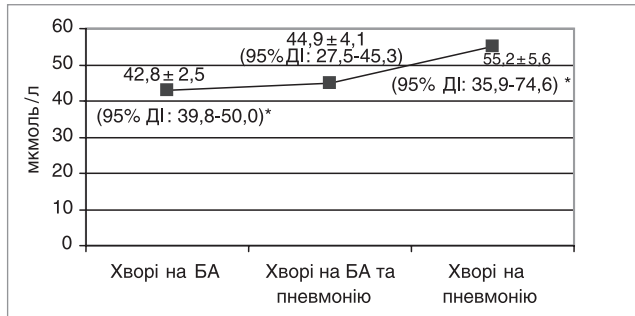 60
50
40
30
20
10
0
мкмоль/л
42,8 ± 2,5
(95% ДІ: 39,8-50,0)*
44,9 ± 4,1
(95% ДІ: 27,5-45,3)
55,2 ± 5,6
(95% ДІ: 35,9-74,6) *
Хворі на БА
Хворі на БА та
пневмонію
Хворі на
пневмонію